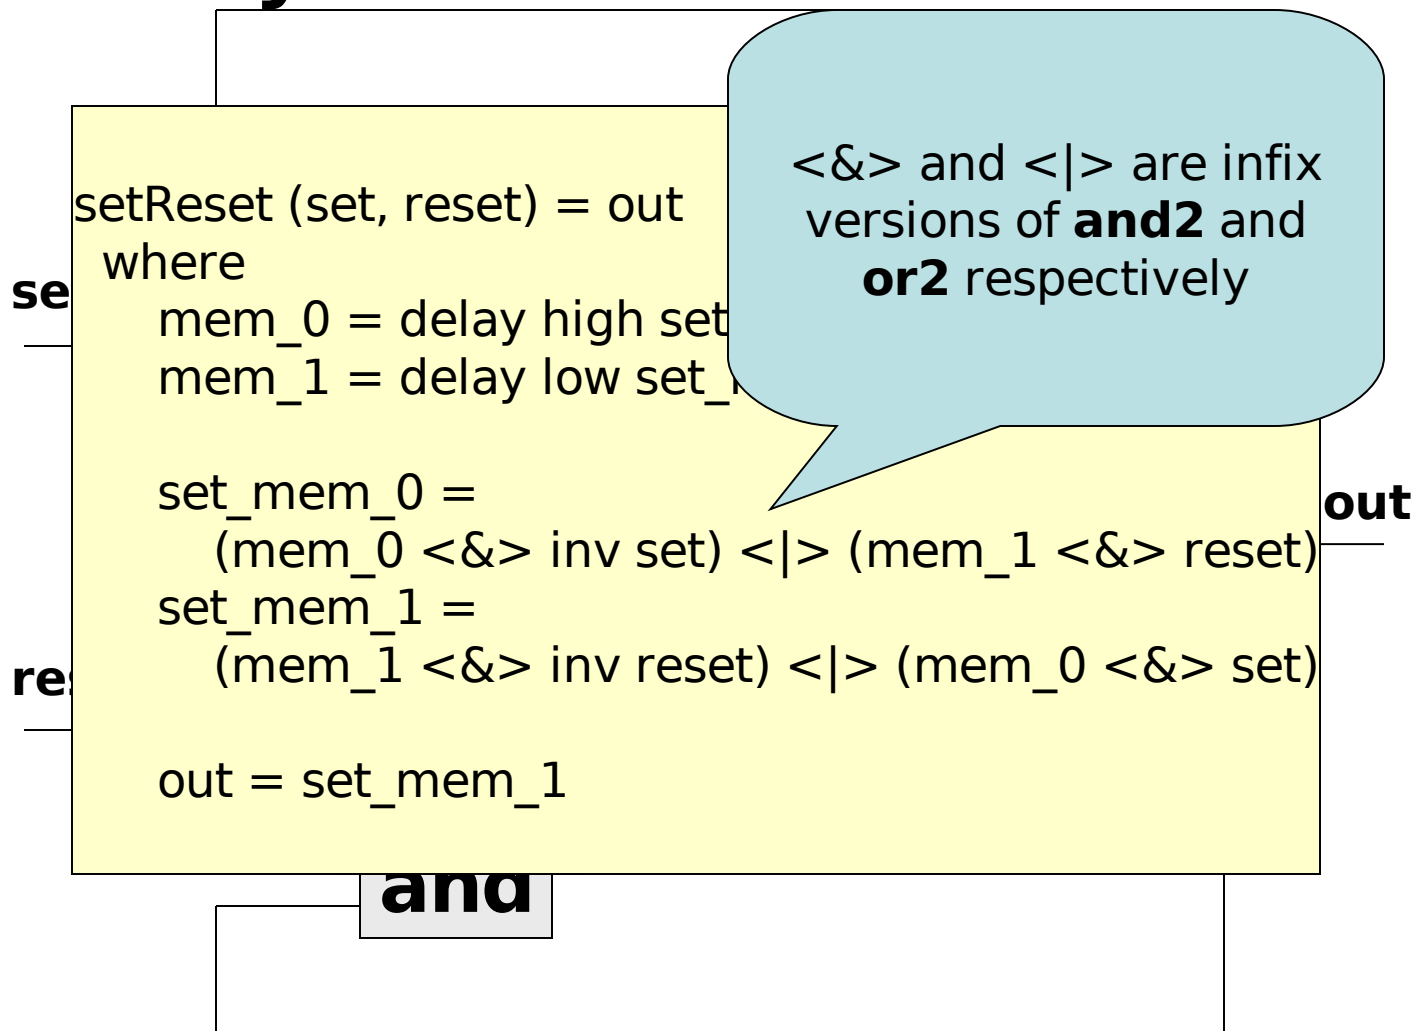 setReset (set, reset) = out
where
mem_0 = delay high set
mem_1 = delay low set_
set_mem_0 =
(mem_0 <&> inv set) <|> (mem_1 <&> reset)
set_mem_1 =
(mem_1 <&> inv reset) <|> (mem_0 <&> set)
out = set_mem_1
<&> and <|> are infix
versions of and2 and
or2 respectively
se
out
res
and